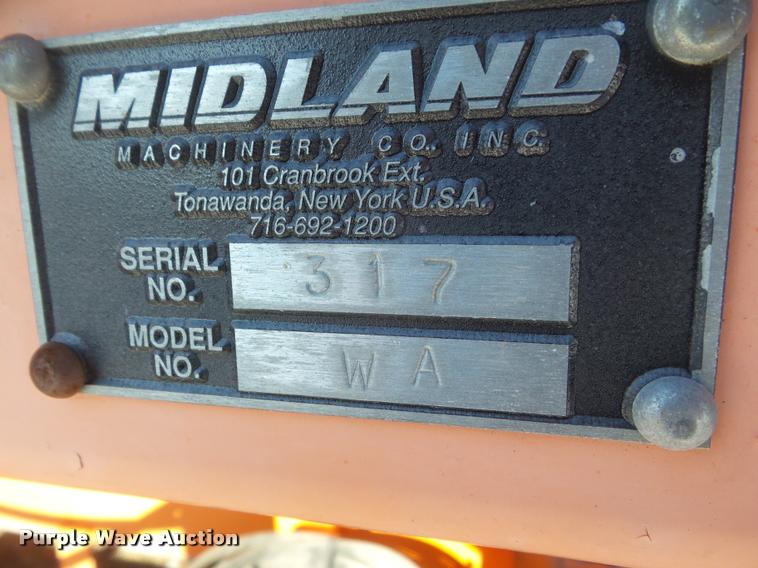 MIDLAND
MACHINERY CO., INC.
101 Cranbrook Ext.
Tonawanda, New York U.S.A.
716-692-1200
SERIAL NO. 317
MODEL NO. WA
Purple Wave Auction